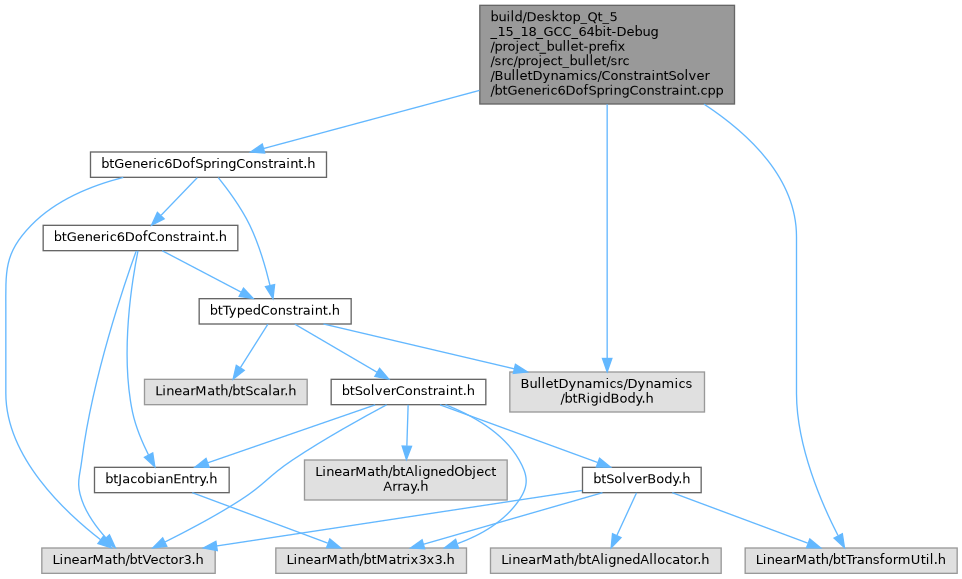 build/Desktop_Qt_5
_15_18_GCC_64bit-Debug
/project_bullet-prefix
/src/project_bullet/src
/BulletDynamics/ConstraintSolver
/btGeneric6DofSpringConstraint.cpp
btGeneric6DofSpringConstraint.h
btGeneric6DofConstraint.h
btTypedConstraint.h
LinearMath/btScalar.h
btSolverConstraint.h
BulletDynamics/Dynamics
/btRigidBody.h
btJacobianEntry.h
LinearMath/btAlignedObject
Array.h
btSolverBody.h
LinearMath/btVector3.h
LinearMath/btMatrix3x3.h
LinearMath/btAlignedAllocator.h
LinearMath/btTransformUtil.h